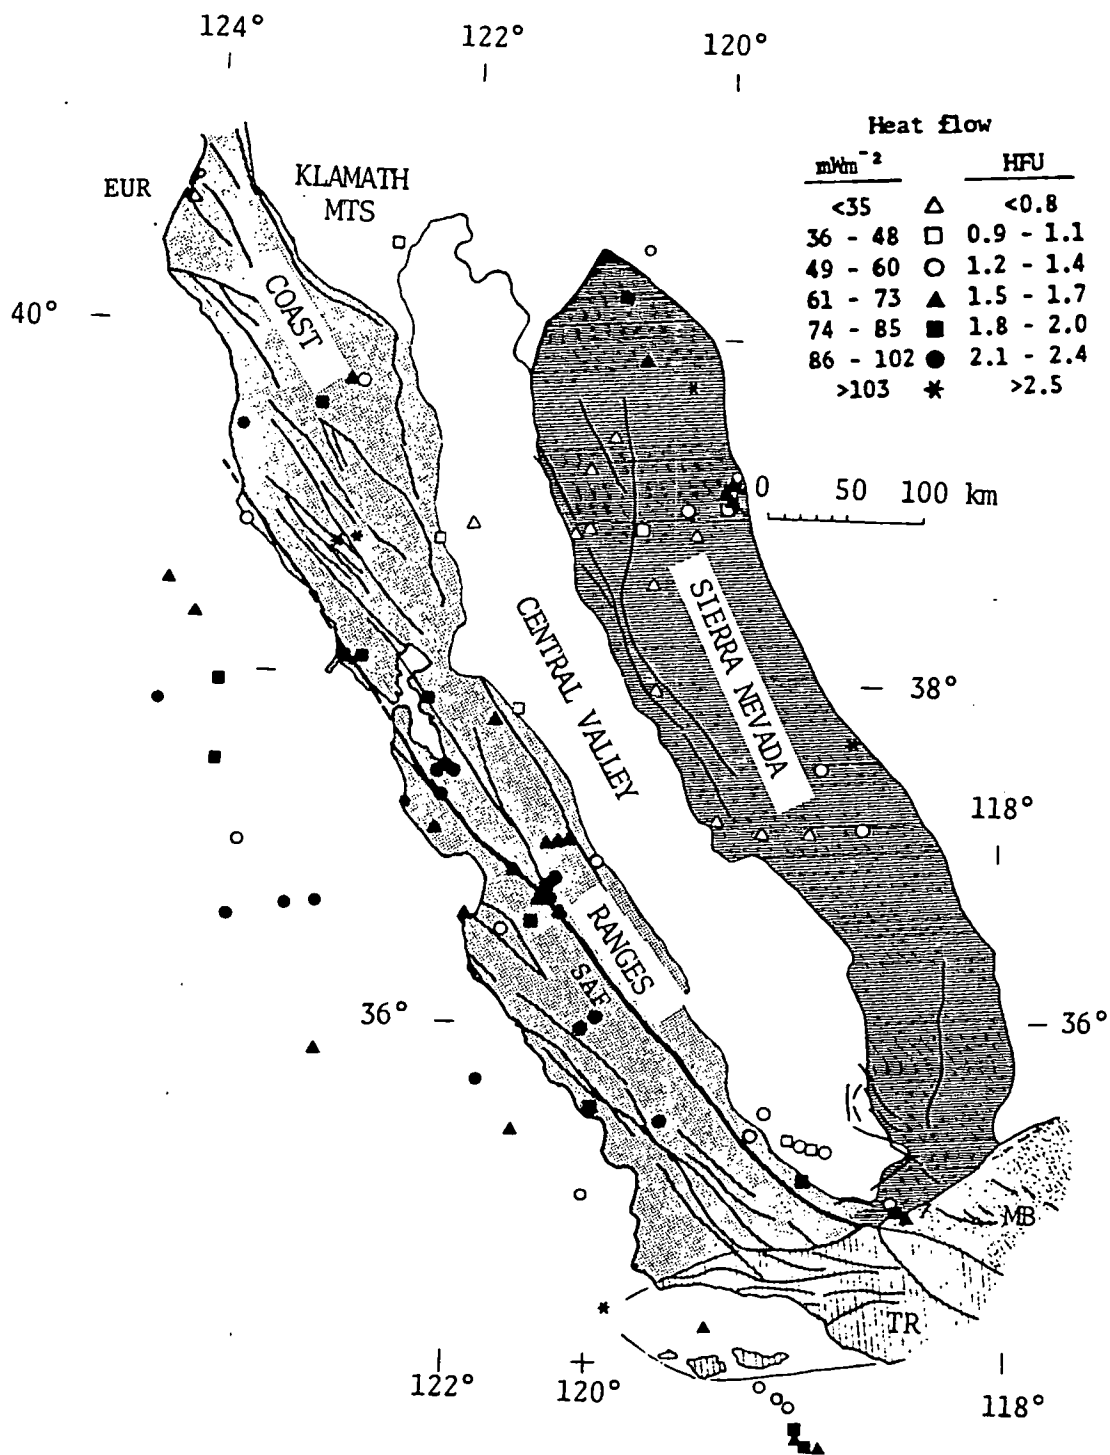 124°
122°
120°
Heat flow
mWm⁻² HFU
<35 △ <0.8
36 - 48 □ 0.9 - 1.1
49 - 60 ○ 1.2 - 1.4
61 - 73 ▲ 1.5 - 1.7
74 - 85 ■ 1.8 - 2.0
86 - 102 ● 2.1 - 2.4
>103 * >2.5
EUR
KLAMATH
MTS
40°
COAST
0 50 100 km
SIERRA NEVADA
CENTRAL VALLEY
38°
118°
RANGES
SAF
36°
36°
MB
TR
122°
120°
118°